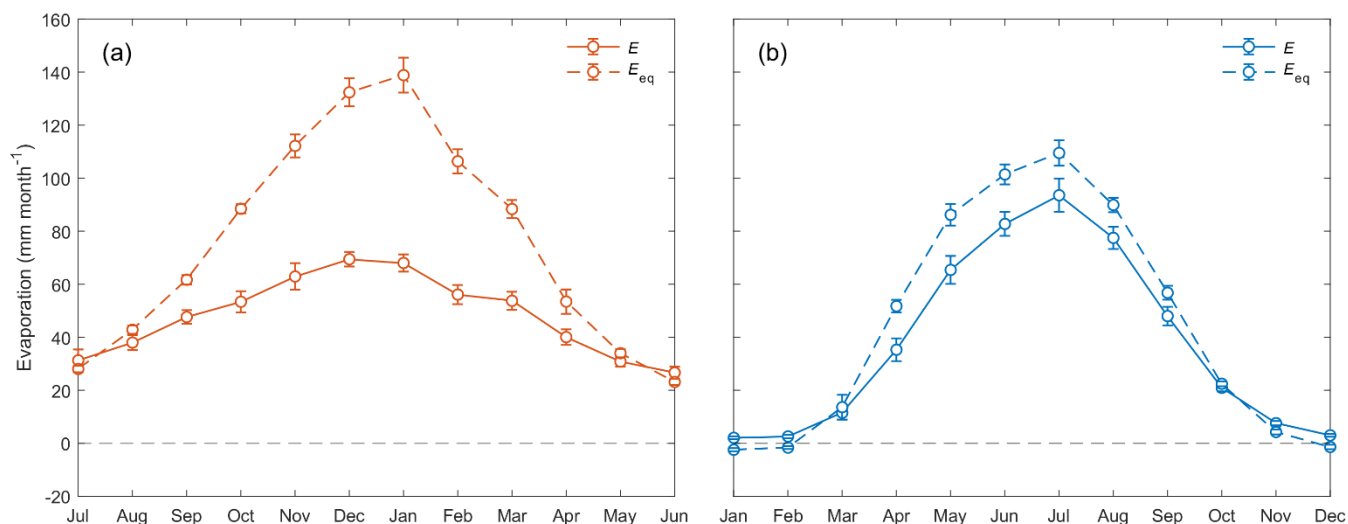 (a)
E
E_eq
160
140
120
100
80
60
40
20
0
-20
Evaporation (mm month^-1)
Jul Aug Sep Oct Nov Dec Jan Feb Mar Apr May Jun
(b)
E
E_eq
Jan Feb Mar Apr May Jun Jul Aug Sep Oct Nov Dec